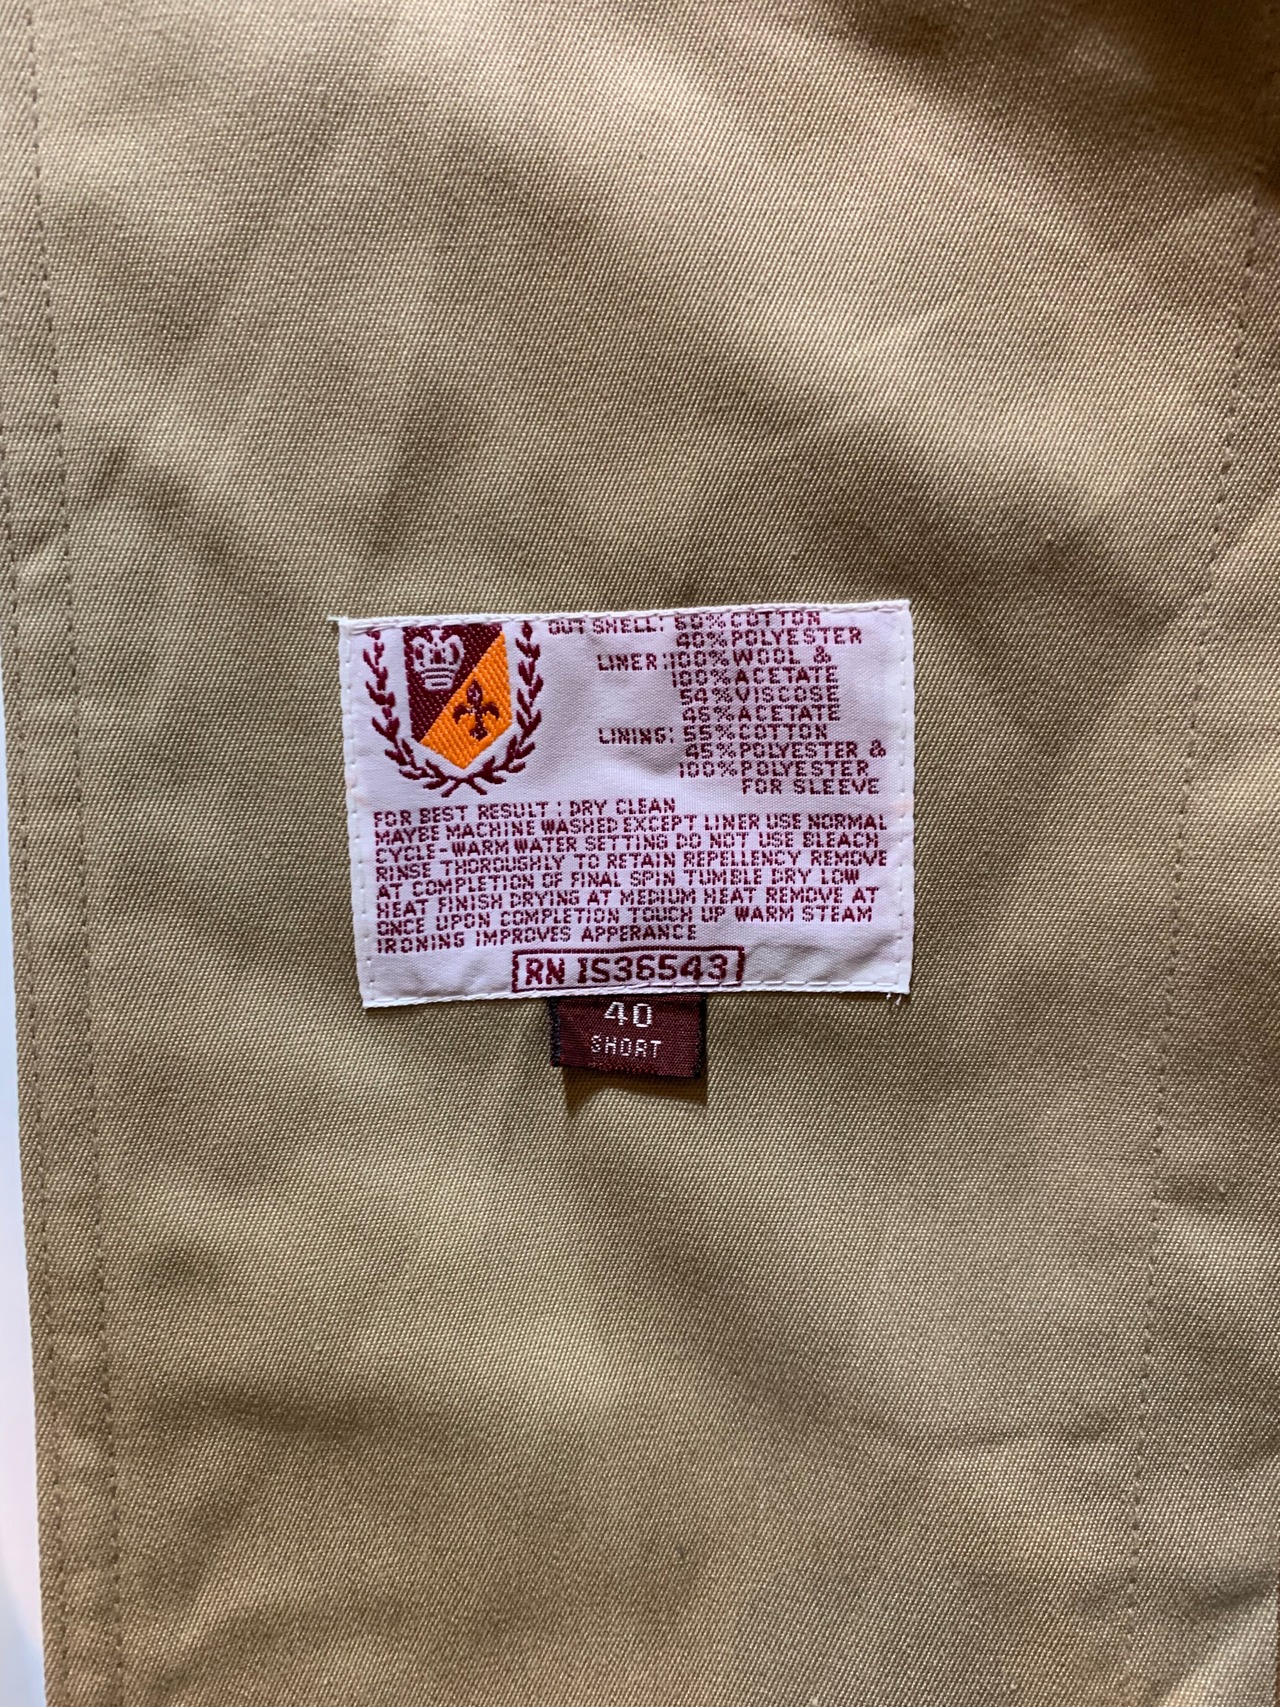 OUT SHELL: COTTON
POLYESTER
LINER:100%WOOL &
100%ACETATE
54%VISCOSE
46%ACETATE
LINING: 55%COTTON
45%POLYESTER &
100%POLYESTER
FOR SLEEVE
FOR BEST RESULT : DRY CLEAN
MAYBE MACHINE WASHED EXCEPT LINER USE NORMAL
CYCLE-WARM WATER SETTING DO NOT USE BLEACH
RINSE THOROUGHLY TO RETAIN REPELLENCY REMOVE
AT COMPLETION OF FINAL SPIN TUMBLE DRY LOW
HEAT FINISH DRYING AT MEDIUM HEAT REMOVE AT
ONCE UPON COMPLETION TOUCH UP WARM STEAM
IRONING IMPROVES APPERANCE
RN IS36543
40
SHORT